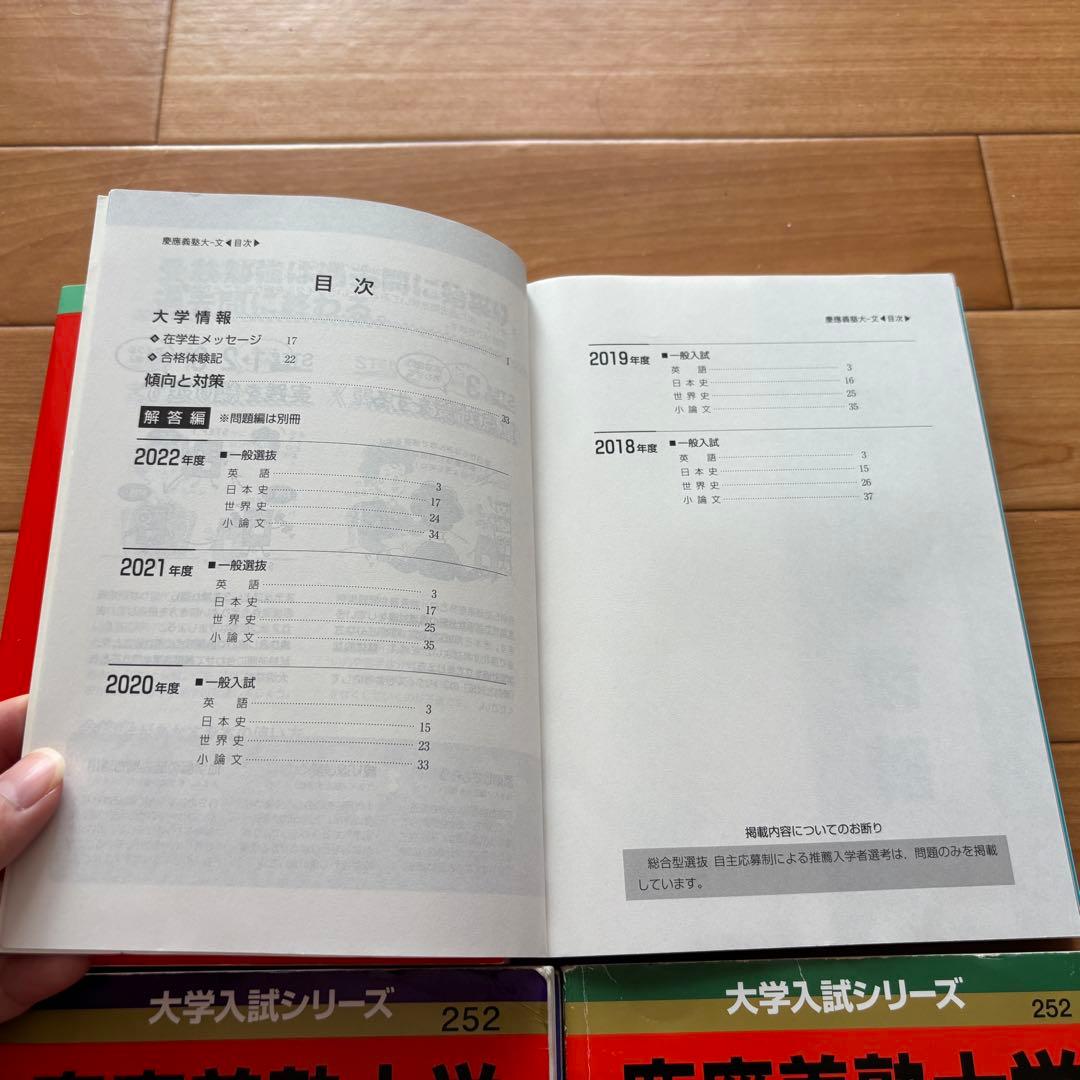 慶應義塾大-文◀目次▶
目次
大学情報 1
❖在学生メッセージ 17
❖合格体験記 22
傾向と対策 33
解答編 ※問題編は別冊
2022年度 ■一般選抜
英語 3
日本史 17
世界史 24
小論文 34
2021年度 ■一般選抜
英語 3
日本史 17
世界史 25
小論文 35
2020年度 ■一般入試
英語 3
日本史 15
世界史 23
小論文 33
慶應義塾大-文◀目次▶
2019年度 ■一般入試
英語 3
日本史 16
世界史 25
小論文 35
2018年度 ■一般入試
英語 3
日本史 15
世界史 26
小論文 37
掲載内容についてのお断り
総合型選抜 自主応募制による推薦入学者選考は、問題のみを掲載
しています。
大学入試シリーズ
252
慶應義塾大学
大学入試シリーズ
252
慶應義塾大学